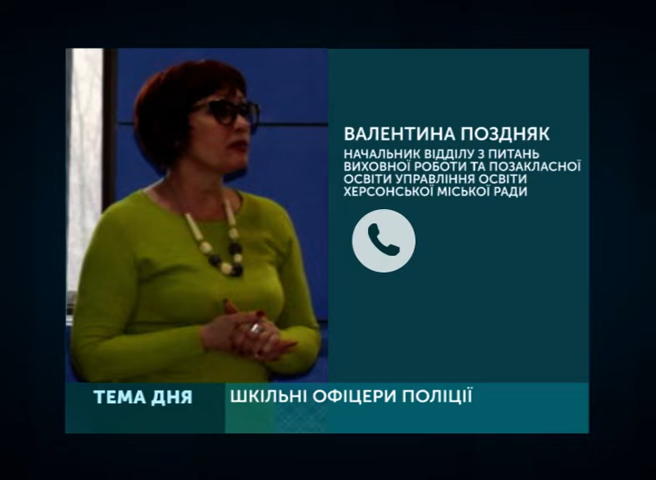 ВАЛЕНТИНА ПОЗДНЯК
НАЧАЛЬНИК ВІДДІЛУ З ПИТАНЬ
ВИХОВНОЇ РОБОТИ ТА ПОЗАКЛАСНОЇ
ОСВІТИ УПРАВЛІННЯ ОСВІТИ
ХЕРСОНСЬКОЇ МІСЬКОЇ РАДИ
ТЕМА ДНЯ
ШКІЛЬНІ ОФІЦЕРИ ПОЛІЦІЇ